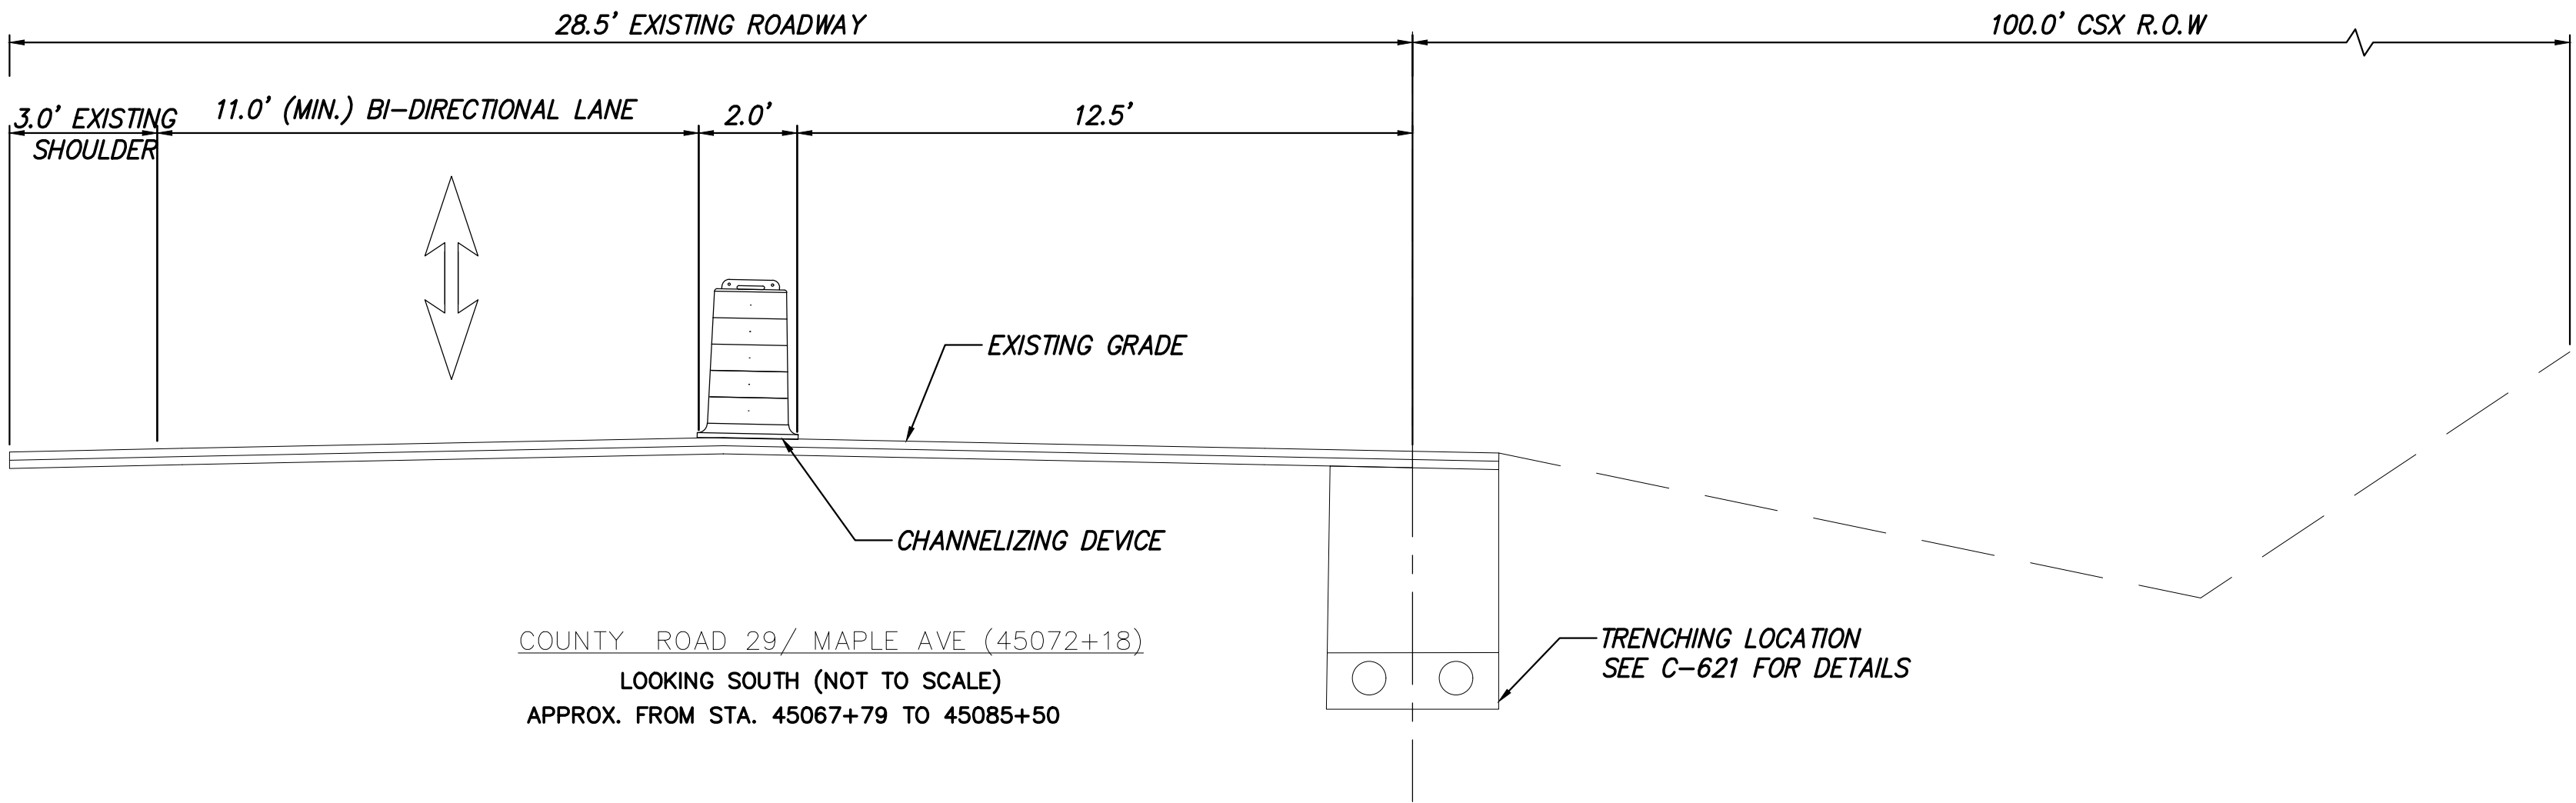 28.5' EXISTING ROADWAY
100.0' CSX R.O.W
3.0' EXISTING
SHOULDER
11.0' (MIN.) BI-DIRECTIONAL LANE
2.0'
12.5'
EXISTING GRADE
CHANNELIZING DEVICE
COUNTY ROAD 29/ MAPLE AVE (45072+18)
LOOKING SOUTH (NOT TO SCALE)
APPROX. FROM STA. 45067+79 TO 45085+50
TRENCHING LOCATION
SEE C-621 FOR DETAILS